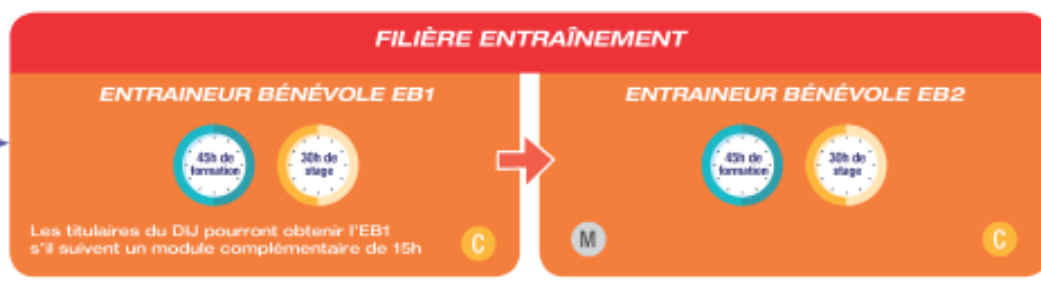 FILIÈRE ENTRAÎNEMENT
ENTRAINEUR BÉNÉVOLE EB1
45h de
formation
30h de
stage
Les titulaires du DIJ pourront obtenir l'EB1
s'il suivent un module complémentaire de 15h
C
ENTRAINEUR BÉNÉVOLE EB2
45h de
formation
30h de
stage
M
C